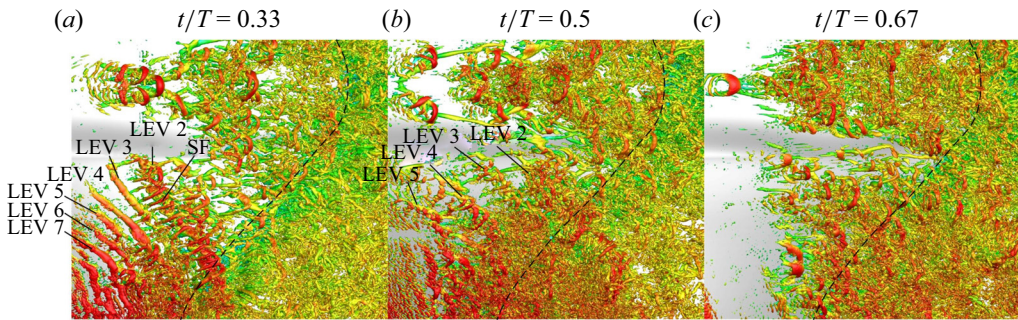 (a) t/T = 0.33
(b) t/T = 0.5
(c) t/T = 0.67
LEV 2
SF
LEV 3
LEV 4
LEV 5
LEV 6
LEV 7
LEV 2
LEV 3
LEV 4
LEV 5